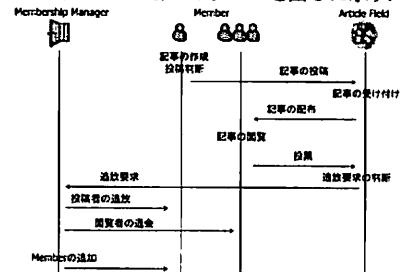 Membership Manager
Member
Article Field
記事の作成
投稿判断
記事の投稿
記事の受け付け
記事の配布
記事の閲覧
投票
追放要求の判断
追放要求
投稿者の追放
閲覧者の退会
Memberの追加